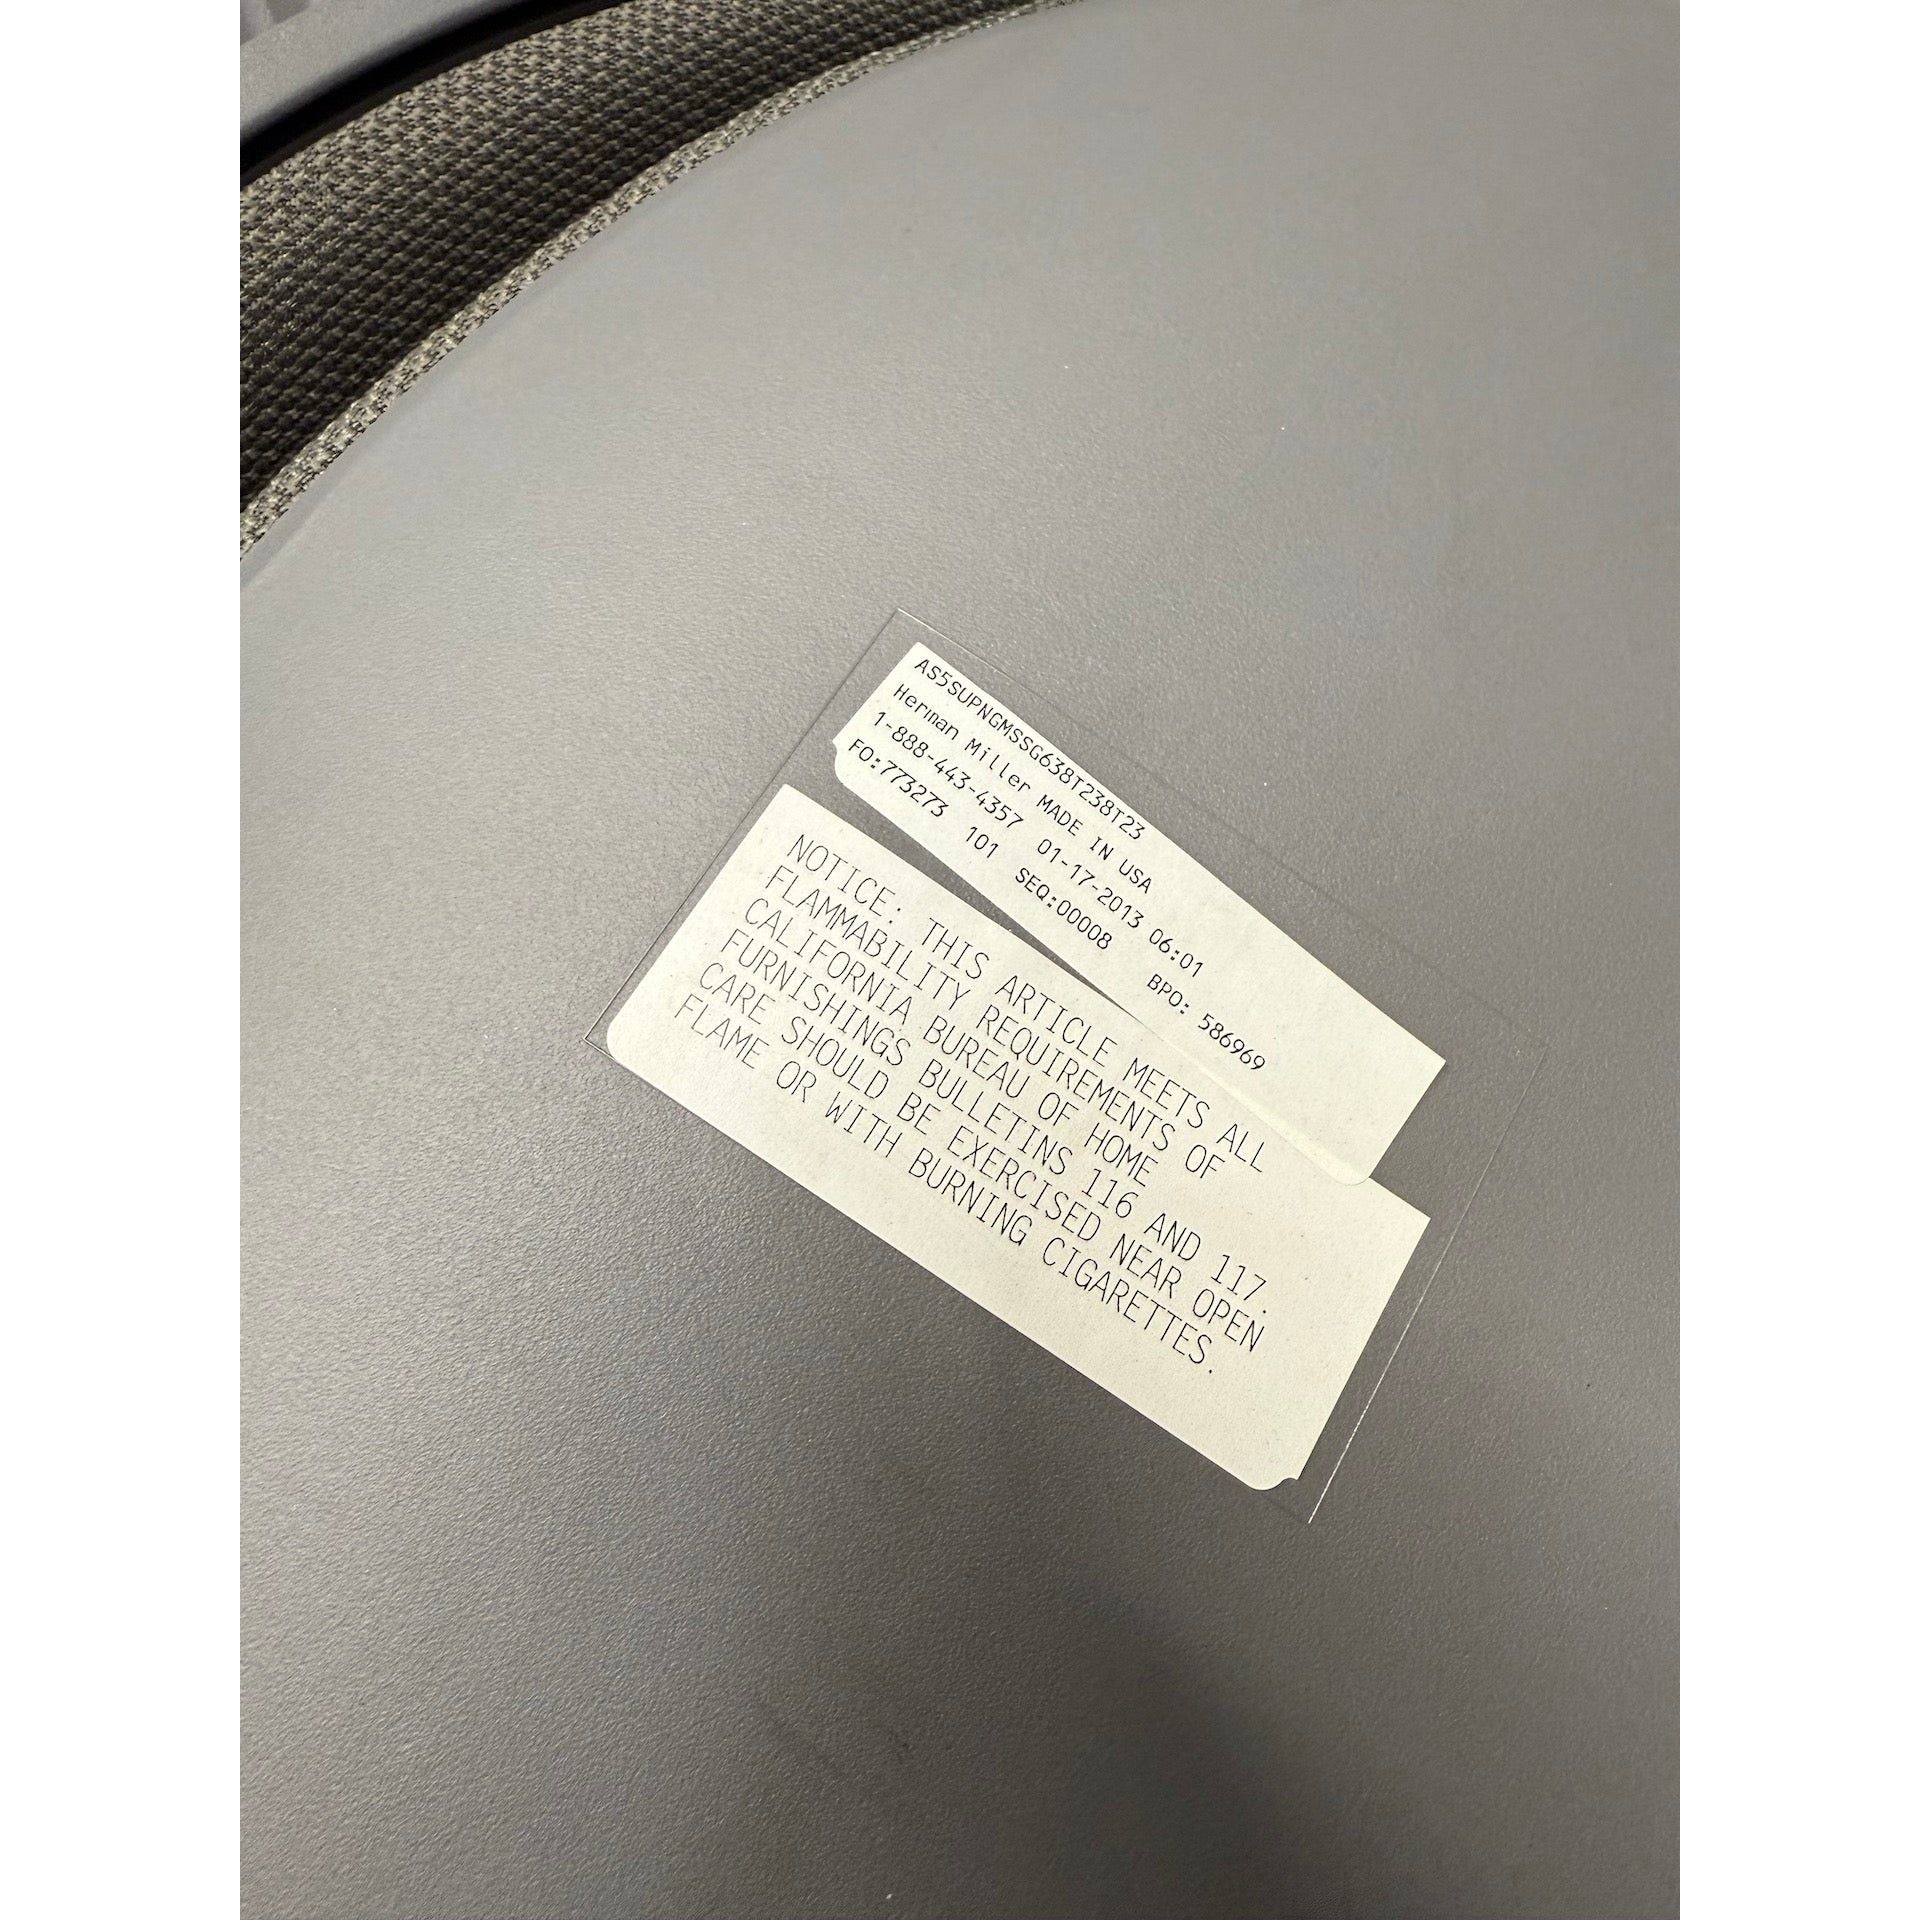 AS5SUPNGMSSG638T238T23
Herman Miller MADE IN USA
1-888-443-4357 01-17-2013 06:01
FO:773273 101 SEQ:00008 BPO: 586969
NOTICE: THIS ARTICLE MEETS ALL
FLAMMABILITY REQUIREMENTS OF
CALIFORNIA BUREAU OF HOME
FURNISHINGS BULLETINS 116 AND 117.
CARE SHOULD BE EXERCISED NEAR OPEN
FLAME OR WITH BURNING CIGARETTES.